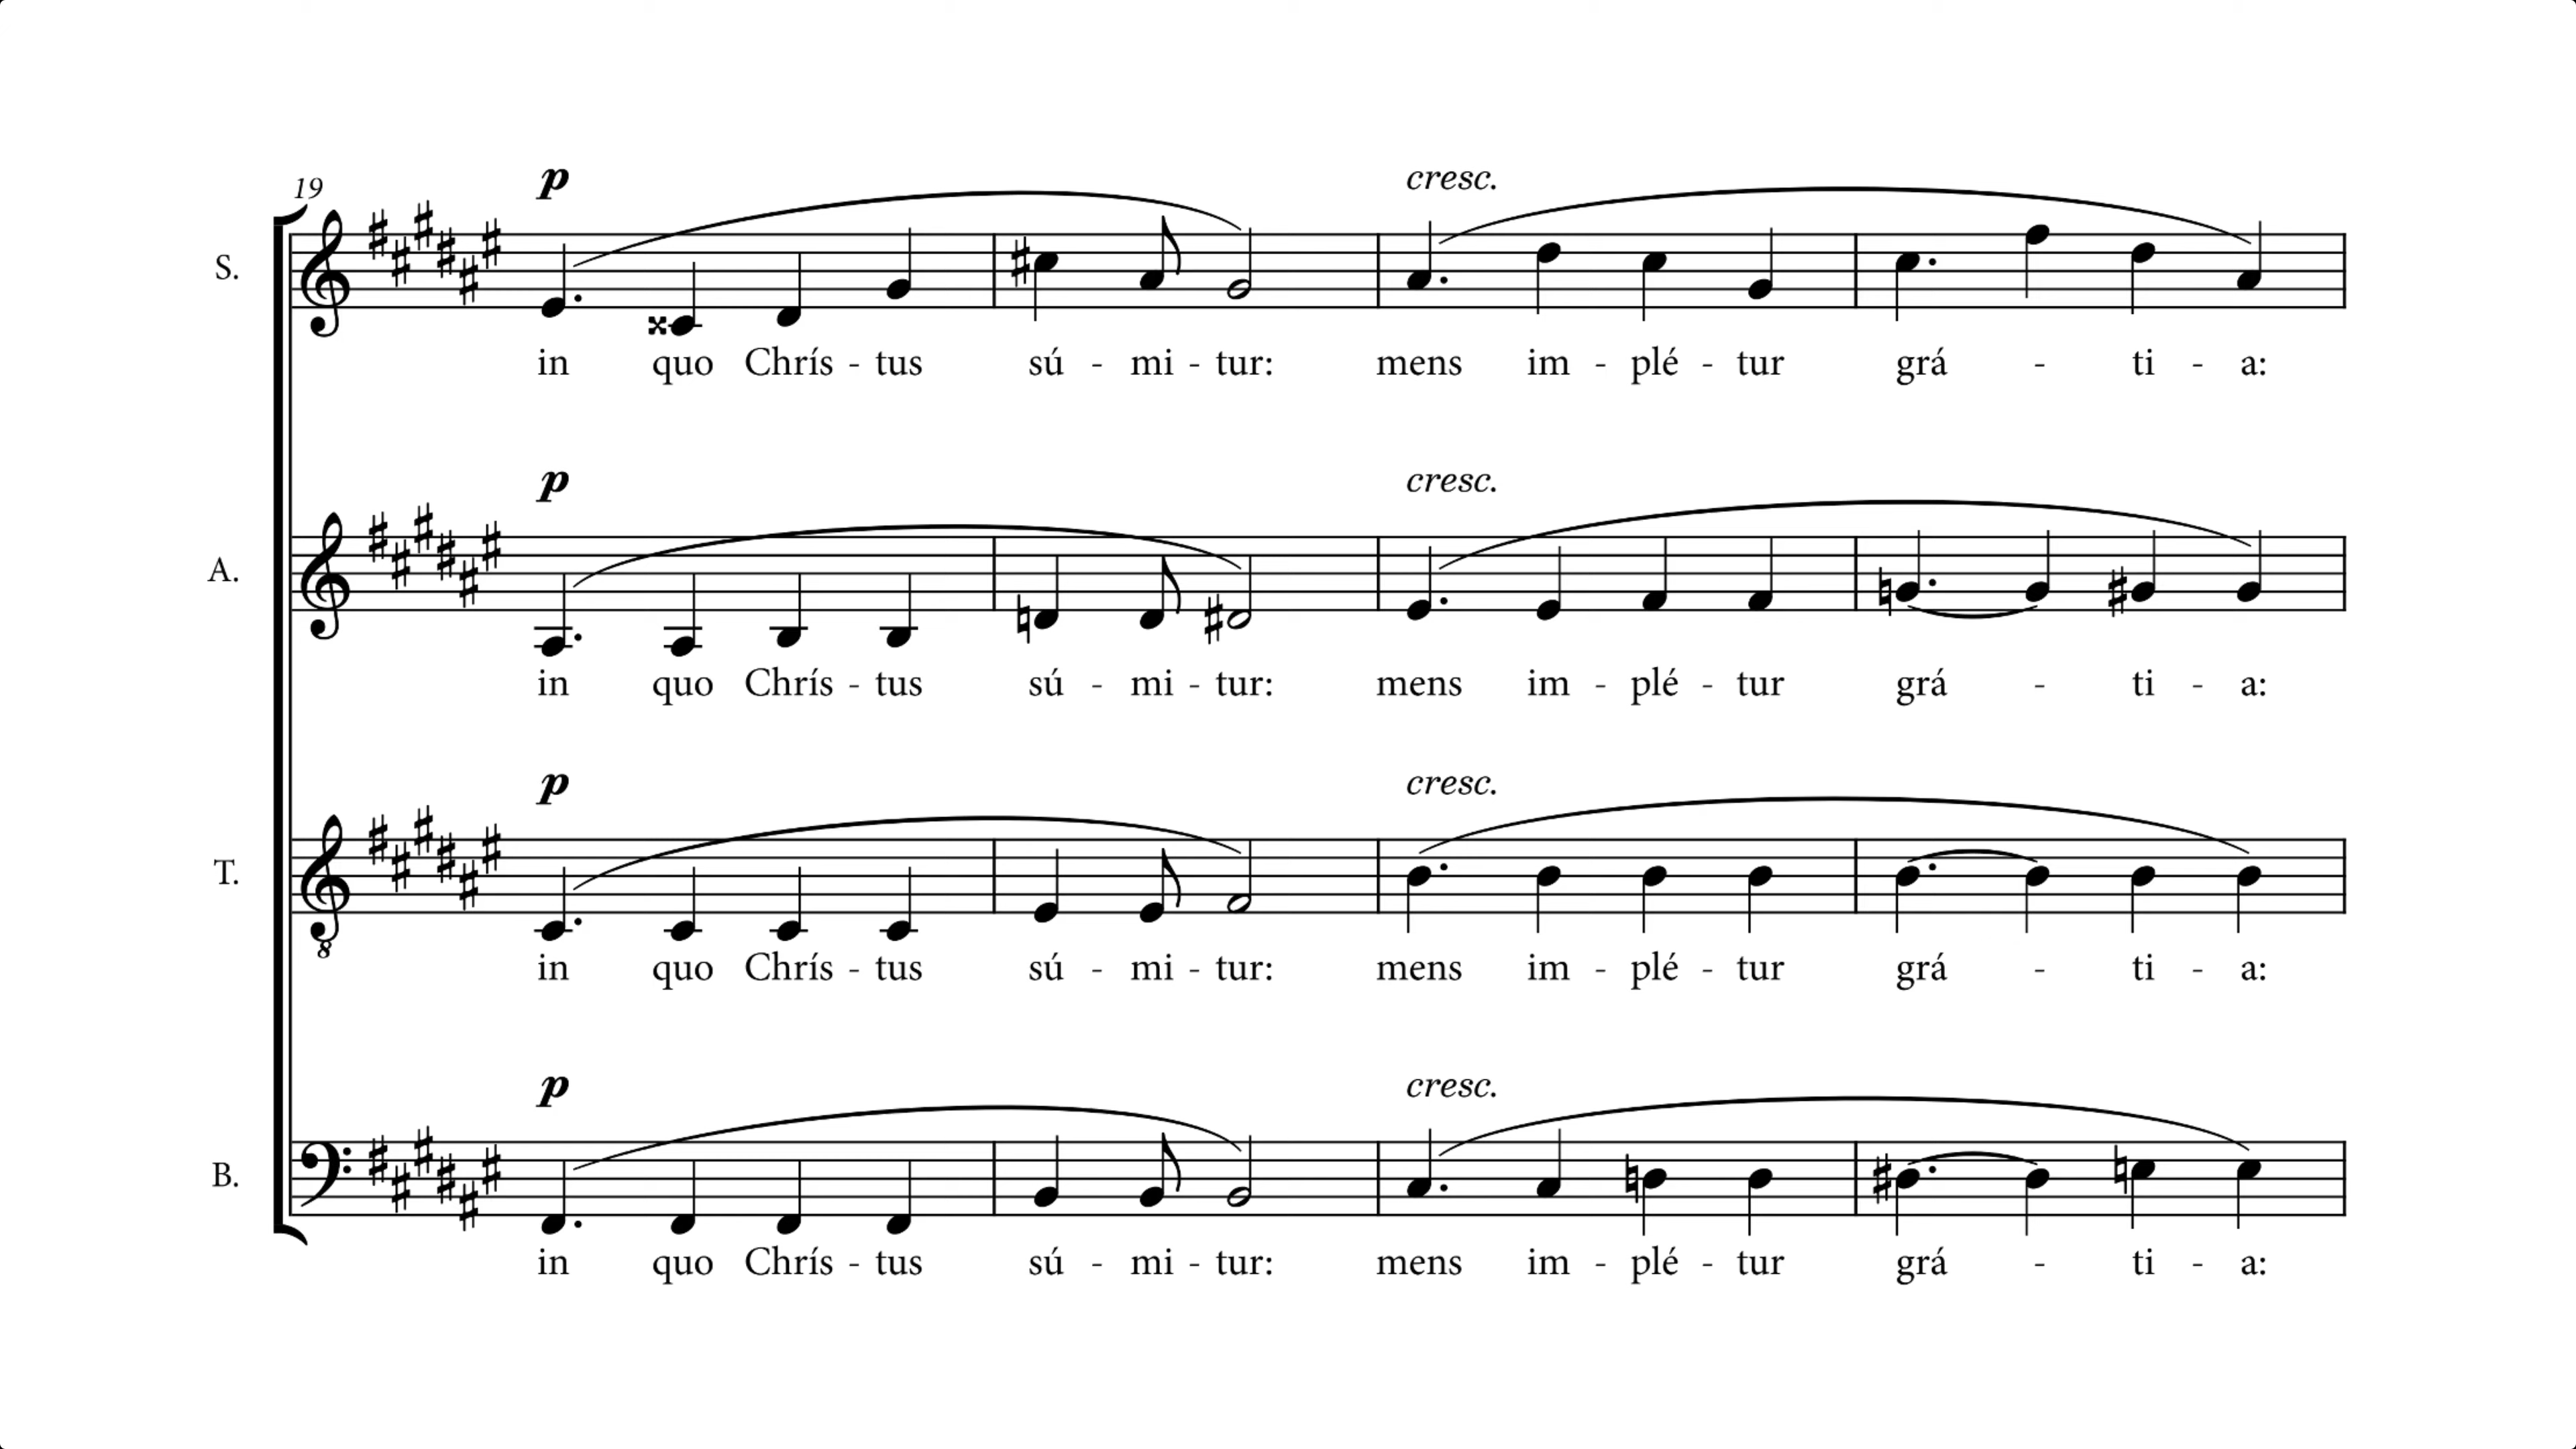 19
p cresc.
S.
in quo Chrís - tus sú - mi - tur: mens im - plé - tur grá - ti - a:
p cresc.
A.
in quo Chrís - tus sú - mi - tur: mens im - plé - tur grá - ti - a:
p cresc.
T.
8
in quo Chrís - tus sú - mi - tur: mens im - plé - tur grá - ti - a:
p cresc.
B.
in quo Chrís - tus sú - mi - tur: mens im - plé - tur grá - ti - a: